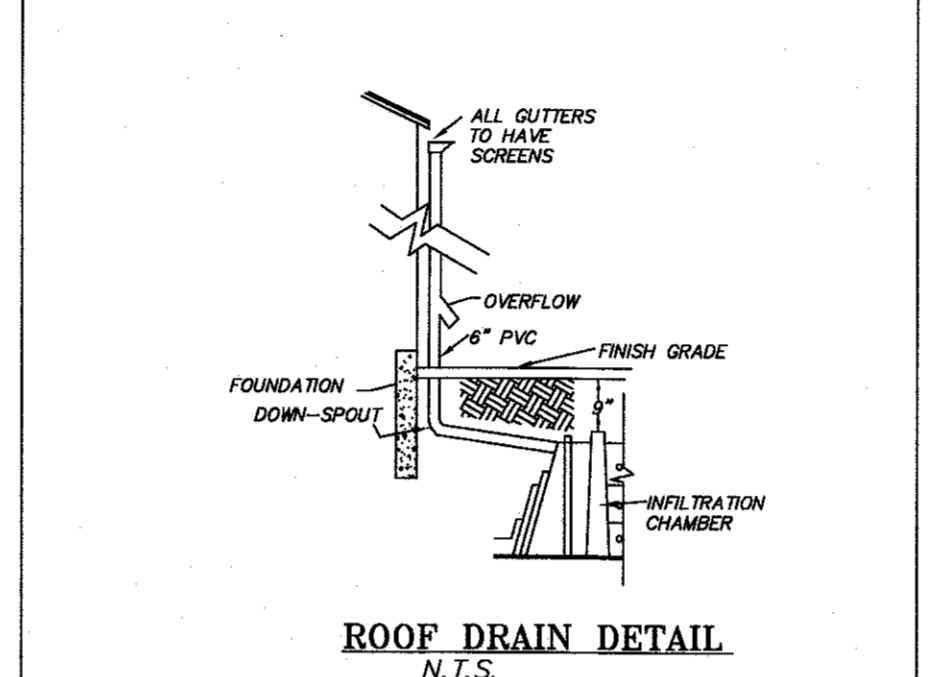 ALL GUTTERS
TO HAVE
SCREENS
OVERFLOW
6" PVC
FINISH GRADE
FOUNDATION
DOWN-SPOUT
9"
INFILTRATION
CHAMBER
ROOF DRAIN DETAIL
N.T.S.